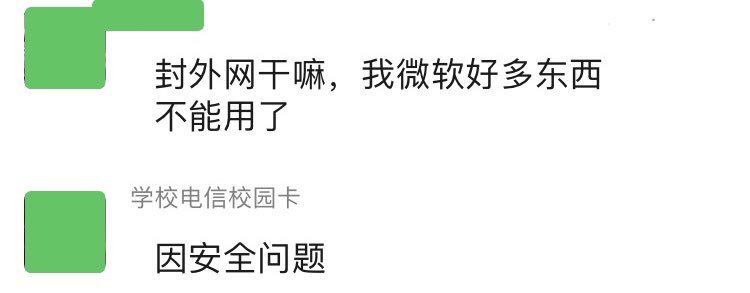 封外网干嘛，我微软好多东西
不能用了
学校电信校园卡
因安全问题